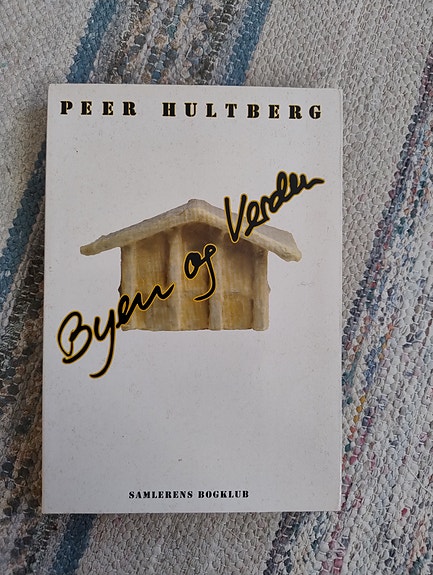 PEER HULTBERG
Byen og Verden
SAMLERENS BOGKLUB